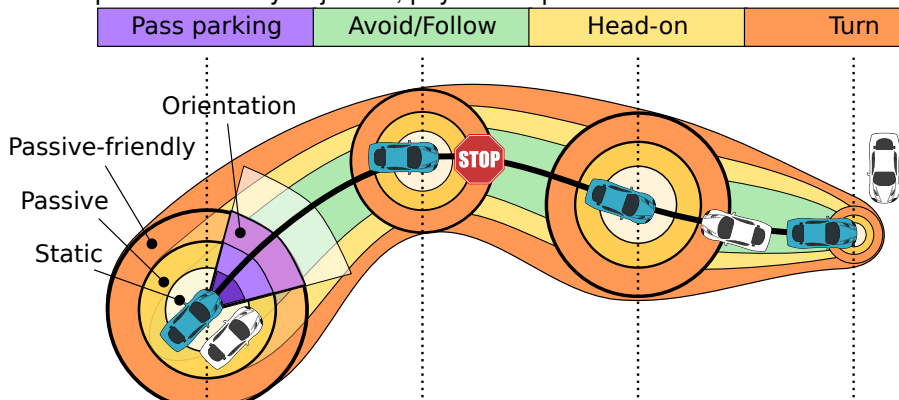 Pass parking
Avoid/Follow
Head-on
Turn
Orientation
Passive-friendly
STOP
Passive
Static